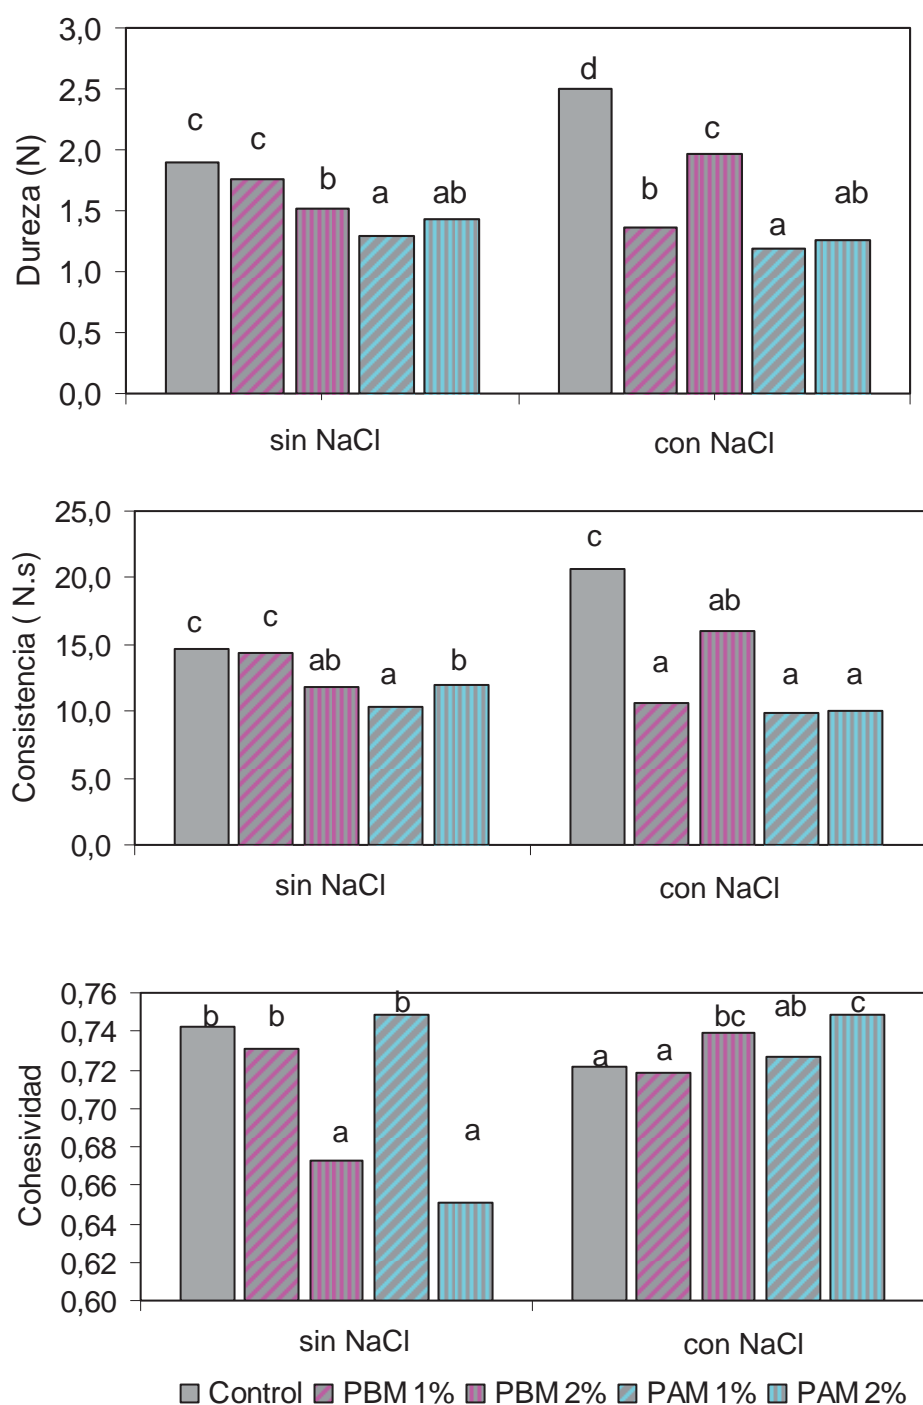 3,0
2,5
2,0
1,5
1,0
0,5
0,0
Dureza (N)
c
c
b
a
ab
d
b
c
a
ab
sin NaCl
con NaCl
25,0
20,0
15,0
10,0
5,0
0,0
Consistencia ( N.s)
c
c
ab
a
b
c
a
ab
a
a
sin NaCl
con NaCl
0,76
0,74
0,72
0,70
0,68
0,66
0,64
0,62
0,60
Cohesividad
b
b
a
b
a
a
a
bc
ab
c
sin NaCl
con NaCl
Control PBM 1% PBM 2% PAM 1% PAM 2%